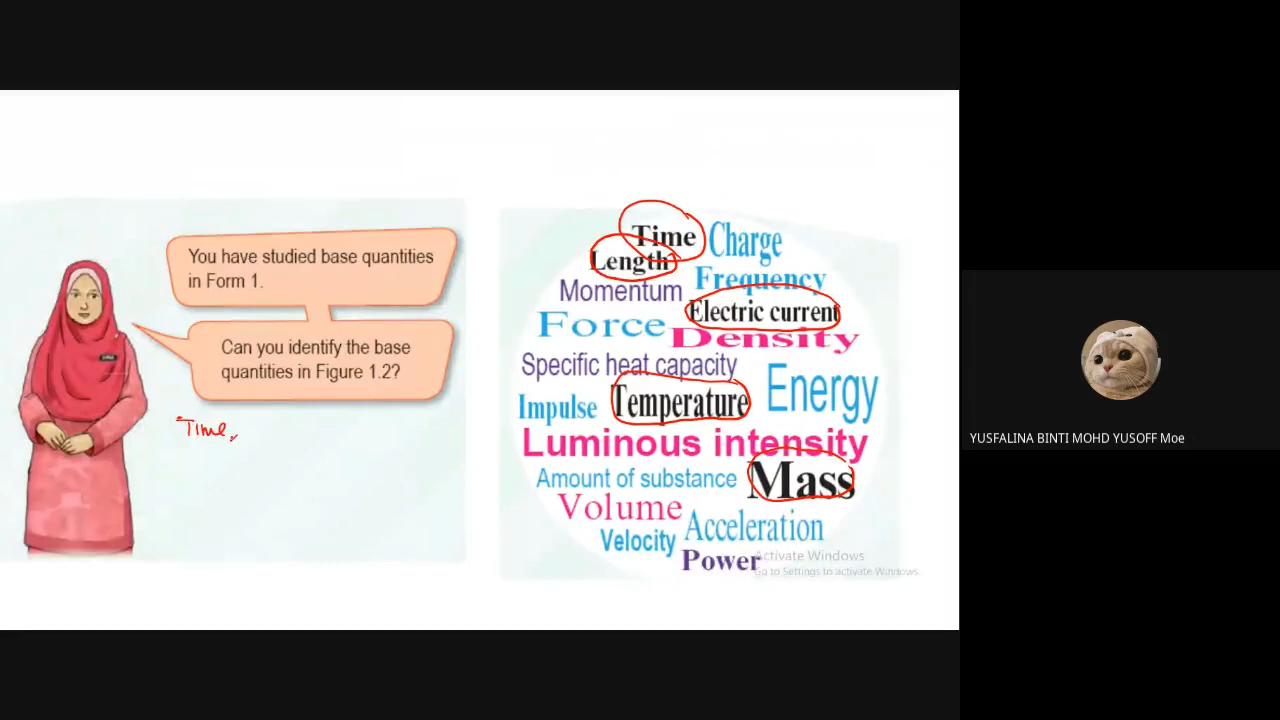 You have studied base quantities
in Form 1.
Can you identify the base
quantities in Figure 1.2?
Time,
Time
Charge
Length
Frequency
Momentum
Electric current
Force
Density
Specific heat capacity
Energy
Impulse
Temperature
Luminous intensity
Amount of substance
Mass
Volume
Acceleration
Velocity
Power
Activate Windows
Go to Settings to activate Windows.
YUSFALINA BINTI MOHD YUSOFF Moe